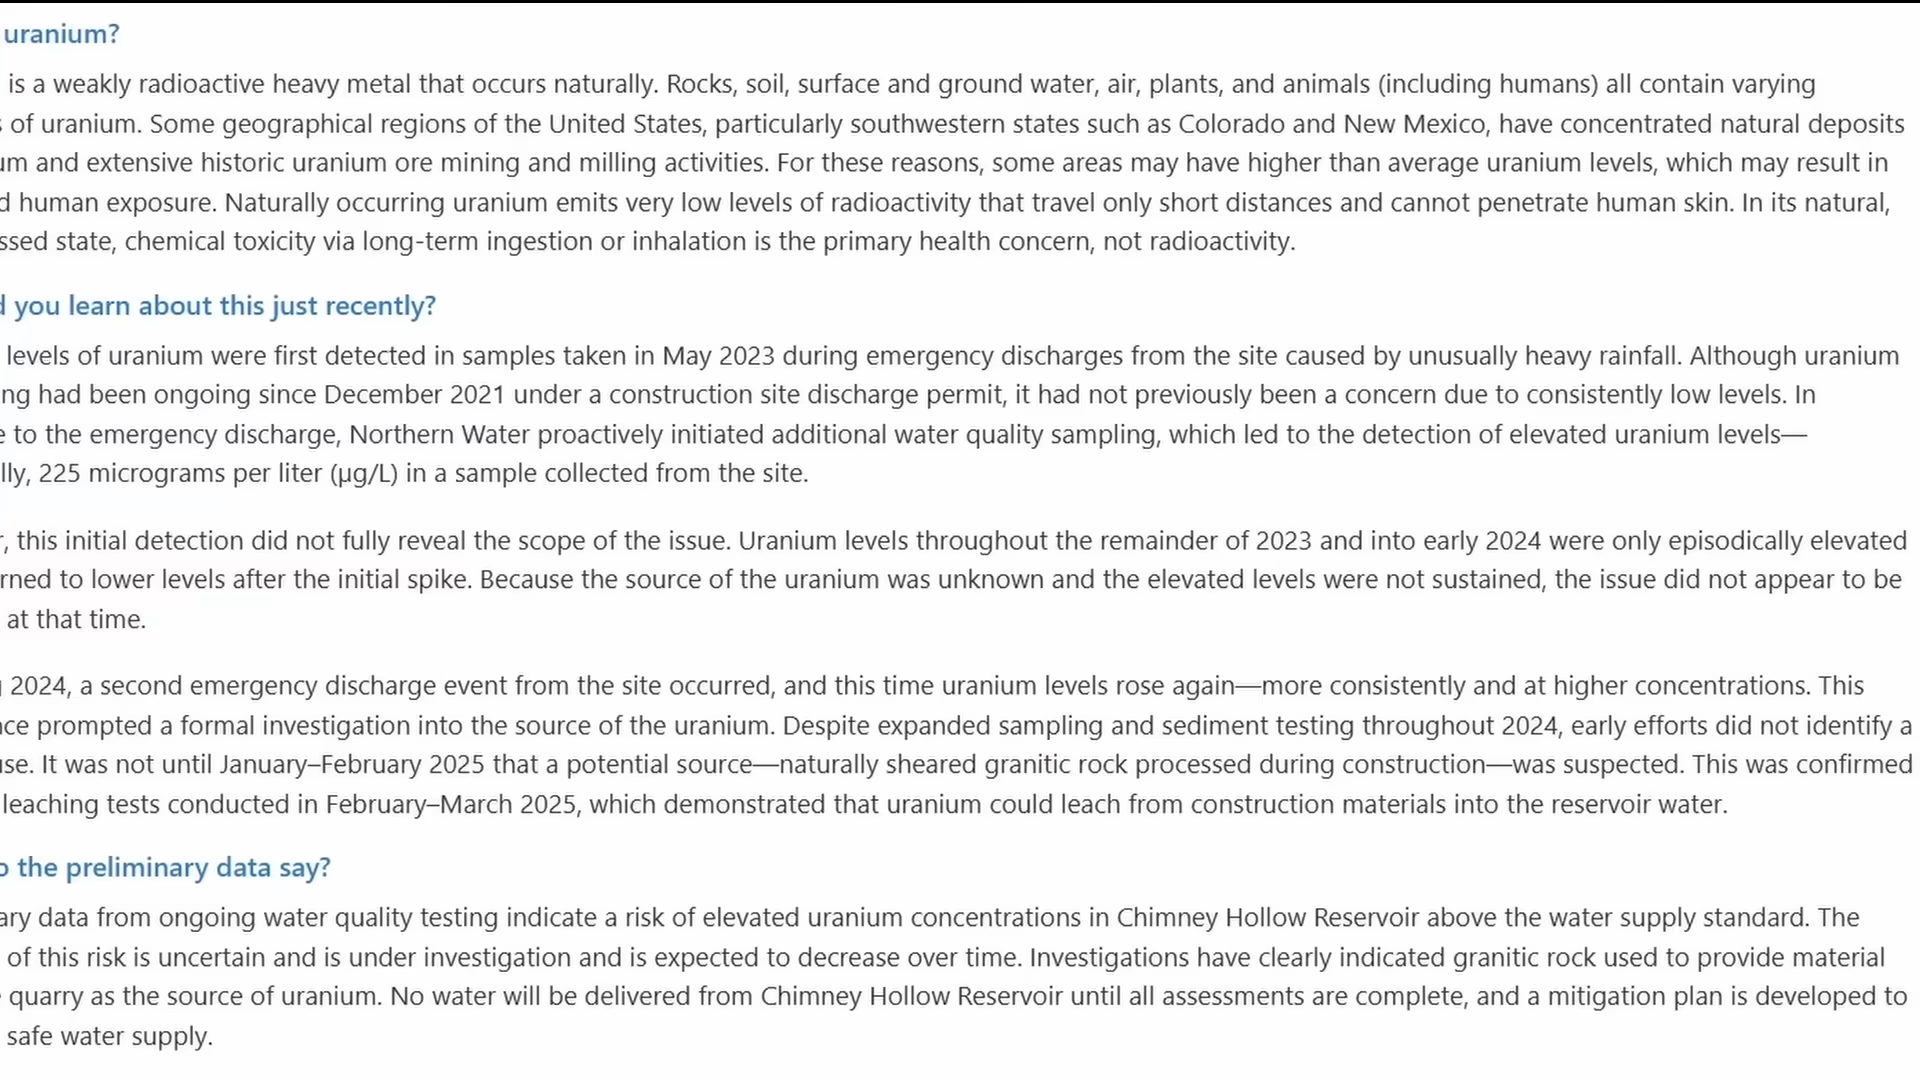 uranium?
is a weakly radioactive heavy metal that occurs naturally. Rocks, soil, surface and ground water, air, plants, and animals (including humans) all contain varying
of uranium. Some geographical regions of the United States, particularly southwestern states such as Colorado and New Mexico, have concentrated natural deposits
um and extensive historic uranium ore mining and milling activities. For these reasons, some areas may have higher than average uranium levels, which may result in
d human exposure. Naturally occurring uranium emits very low levels of radioactivity that travel only short distances and cannot penetrate human skin. In its natural,
ssed state, chemical toxicity via long-term ingestion or inhalation is the primary health concern, not radioactivity.
d you learn about this just recently?
levels of uranium were first detected in samples taken in May 2023 during emergency discharges from the site caused by unusually heavy rainfall. Although uranium
ng had been ongoing since December 2021 under a construction site discharge permit, it had not previously been a concern due to consistently low levels. In
e to the emergency discharge, Northern Water proactively initiated additional water quality sampling, which led to the detection of elevated uranium levels—
lly, 225 micrograms per liter (µg/L) in a sample collected from the site.
r, this initial detection did not fully reveal the scope of the issue. Uranium levels throughout the remainder of 2023 and into early 2024 were only episodically elevated
rned to lower levels after the initial spike. Because the source of the uranium was unknown and the elevated levels were not sustained, the issue did not appear to be
at that time.
g 2024, a second emergency discharge event from the site occurred, and this time uranium levels rose again—more consistently and at higher concentrations. This
nce prompted a formal investigation into the source of the uranium. Despite expanded sampling and sediment testing throughout 2024, early efforts did not identify a
use. It was not until January–February 2025 that a potential source—naturally sheared granitic rock processed during construction—was suspected. This was confirmed
leaching tests conducted in February–March 2025, which demonstrated that uranium could leach from construction materials into the reservoir water.
o the preliminary data say?
ary data from ongoing water quality testing indicate a risk of elevated uranium concentrations in Chimney Hollow Reservoir above the water supply standard. The
of this risk is uncertain and is under investigation and is expected to decrease over time. Investigations have clearly indicated granitic rock used to provide material
e quarry as the source of uranium. No water will be delivered from Chimney Hollow Reservoir until all assessments are complete, and a mitigation plan is developed to
safe water supply.